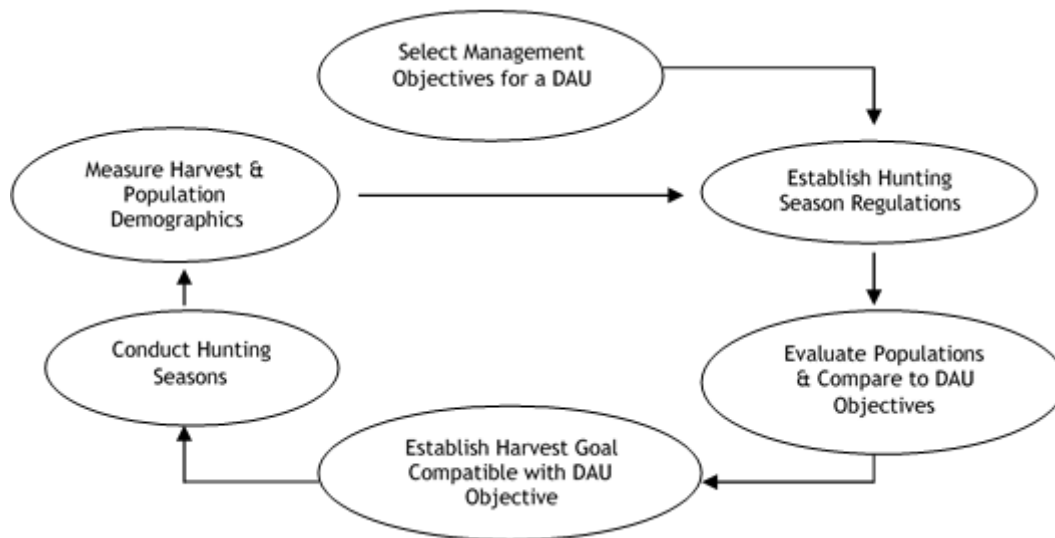 Select Management
Objectives for a DAU
Measure Harvest &
Population
Demographics
Establish Hunting
Season Regulations
Conduct Hunting
Seasons
Evaluate Populations
& Compare to DAU
Objectives
Establish Harvest Goal
Compatible with DAU
Objective